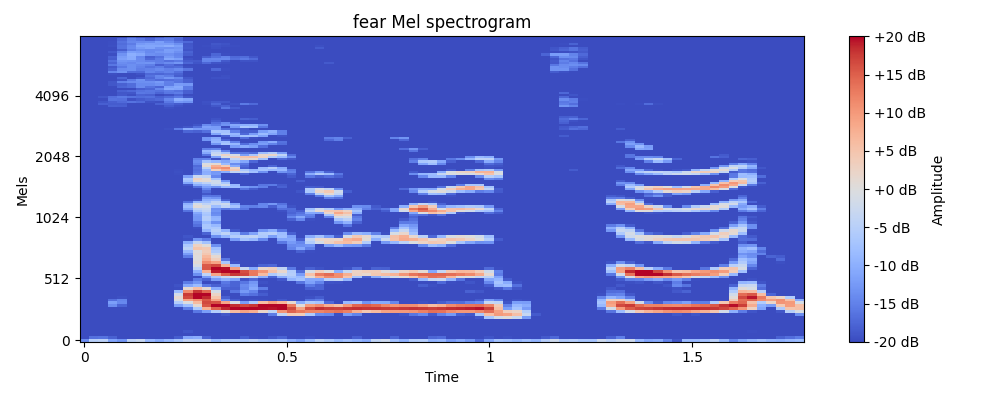 fear Mel spectrogram
Mels
4096
2048
1024
512
0
0
0.5
1
1.5
Time
+20 dB
+15 dB
+10 dB
+5 dB
+0 dB
-5 dB
-10 dB
-15 dB
-20 dB
Amplitude